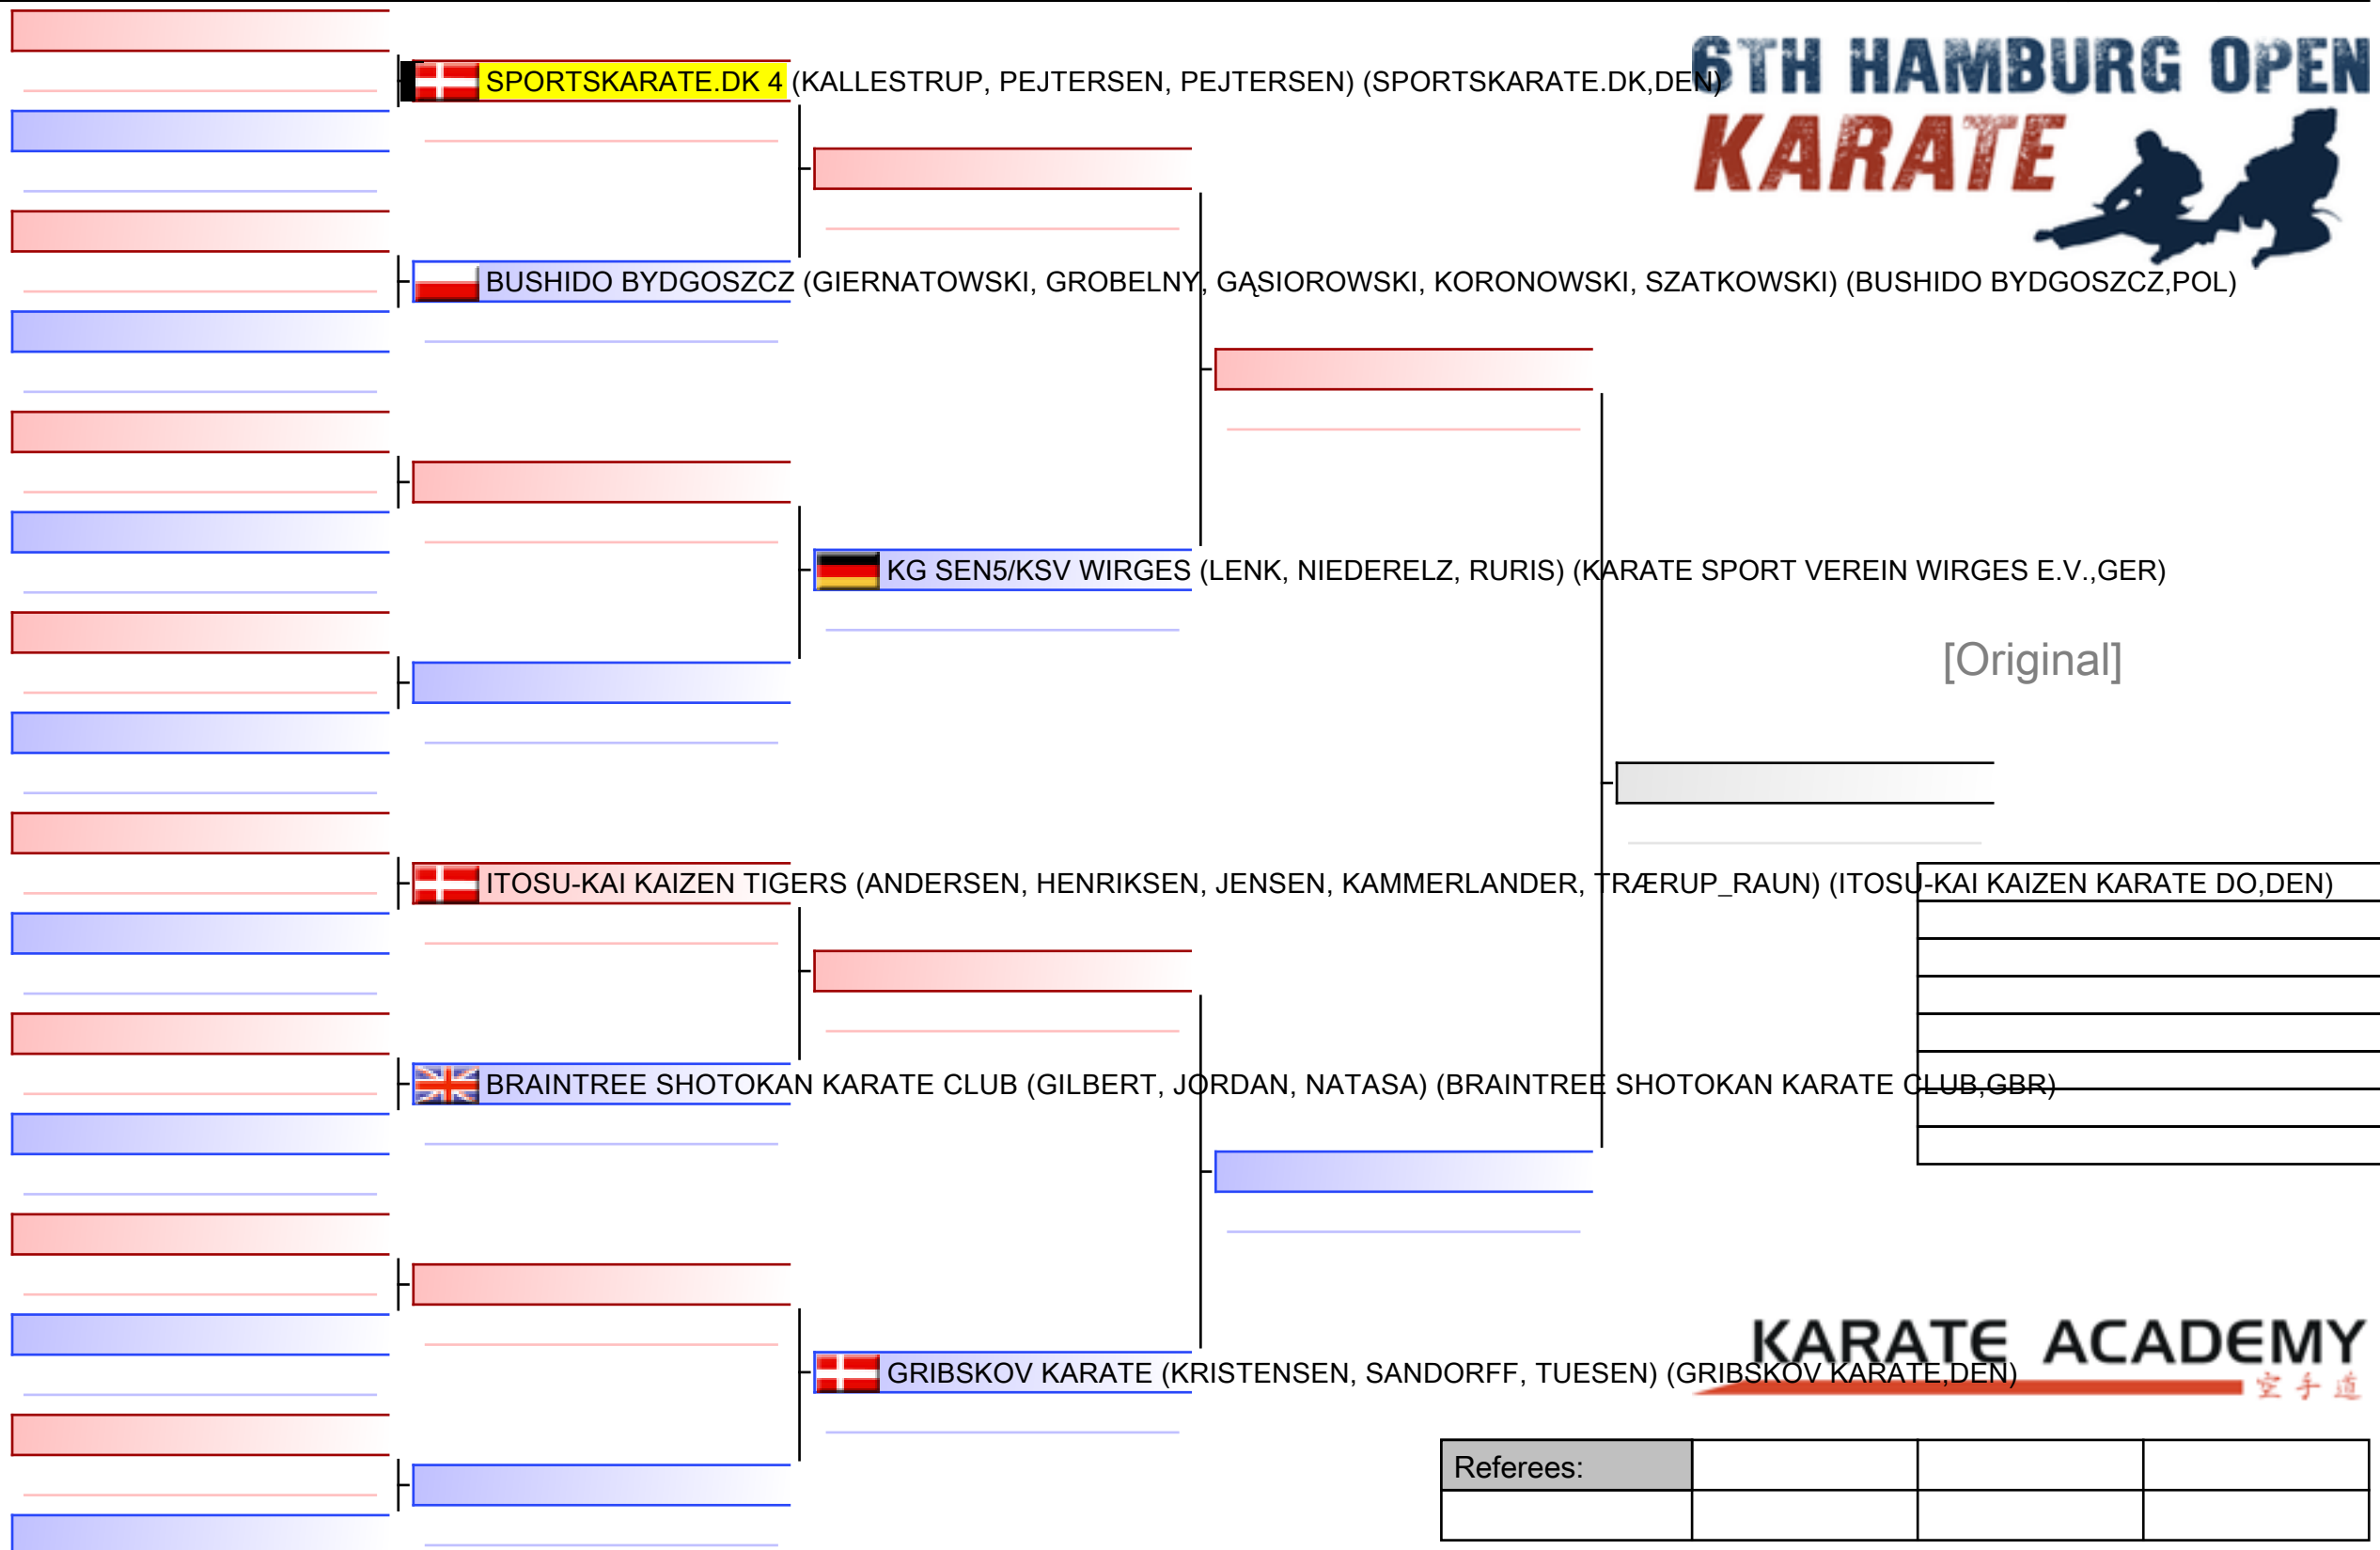 6TH HAMBURG OPEN
SPORTSKARATE.DK 4 (KALLESTRUP, PEJTERSEN, PEJTERSEN) (SPORTSKARATE.DK,DEN)
KARATE
BUSHIDO BYDGOSZCZ (GIERNATOWSKI, GROBELNY, GĄSIOROWSKI, KORONOWSKI, SZATKOWSKI) (BUSHIDO BYDGOSZCZ,POL)
KG SEN5/KSV WIRGES (LENK, NIEDERELZ, RURIS) (KARATE SPORT VEREIN WIRGES E.V.,GER)
[Original]
ITOSU-KAI KAIZEN TIGERS (ANDERSEN, HENRIKSEN, JENSEN, KAMMERLANDER, TRÆRUP_RAUN) (ITOSU-KAI KAIZEN KARATE DO,DEN)
BRAINTREE SHOTOKAN KARATE CLUB (GILBERT, JORDAN, NATASA) (BRAINTREE SHOTOKAN KARATE CLUB,GBR)
KARATE ACADEMY
GRIBSKOV KARATE (KRISTENSEN, SANDORFF, TUESEN) (GRIBSKOV KARATE,DEN)
空手道
Referees: